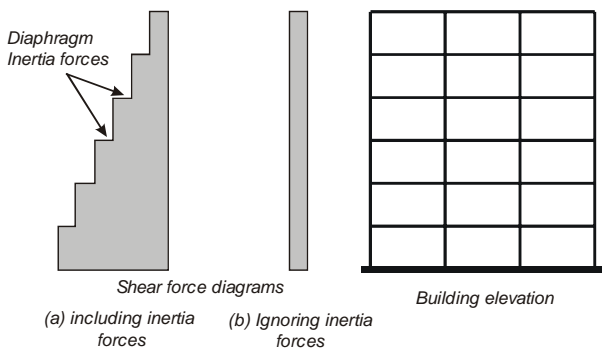 Diaphragm
Inertia forces
Shear force diagrams
(a) including inertia
forces
(b) Ignoring inertia
forces
Building elevation